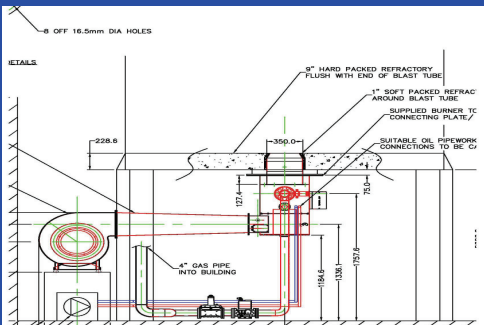 8 OFF 16.5mm DIA HOLES
DETAILS
9" HARD PACKED REFRACTORY
FLUSH WITH END OF BLAST TUBE
1" SOFT PACKED REFRAC
AROUND BLAST TUBE
SUPPLIED BURNER TO
CONNECTING PLATE/
SUITABLE OIL PIPEWORK
CONNECTIONS TO BE CA
228.6
350.0
127.4
75.0
4" GAS PIPE
INTO BUILDING
1184.6
1336.1
1757.6